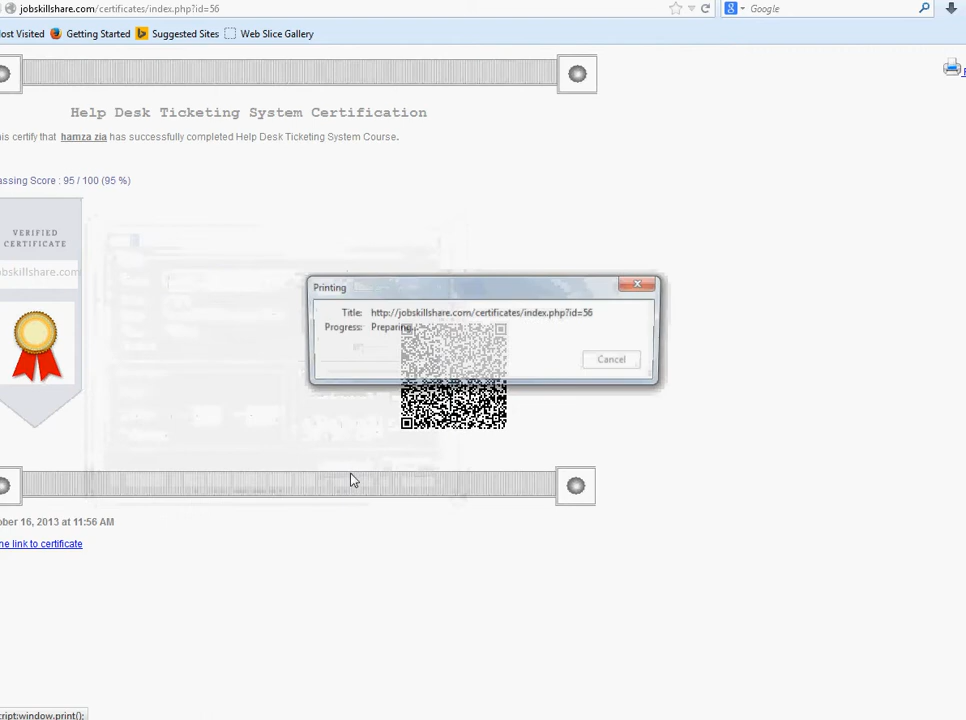 jobskillshare.com/certificates/index.php?id=56
Google
ost Visited Getting Started Suggested Sites Web Slice Gallery
Help Desk Ticketing System Certification
is certify that hamza zia has successfully completed Help Desk Ticketing System Course.
assing Score : 95 / 100 (95 %)
VERIFIED
CERTIFICATE
obskillshare.com
Printing
Title: http://jobskillshare.com/certificates/index.php?id=56
Progress: Preparing...
Cancel
ober 16, 2013 at 11:56 AM
he link to certificate
ript:window.print();